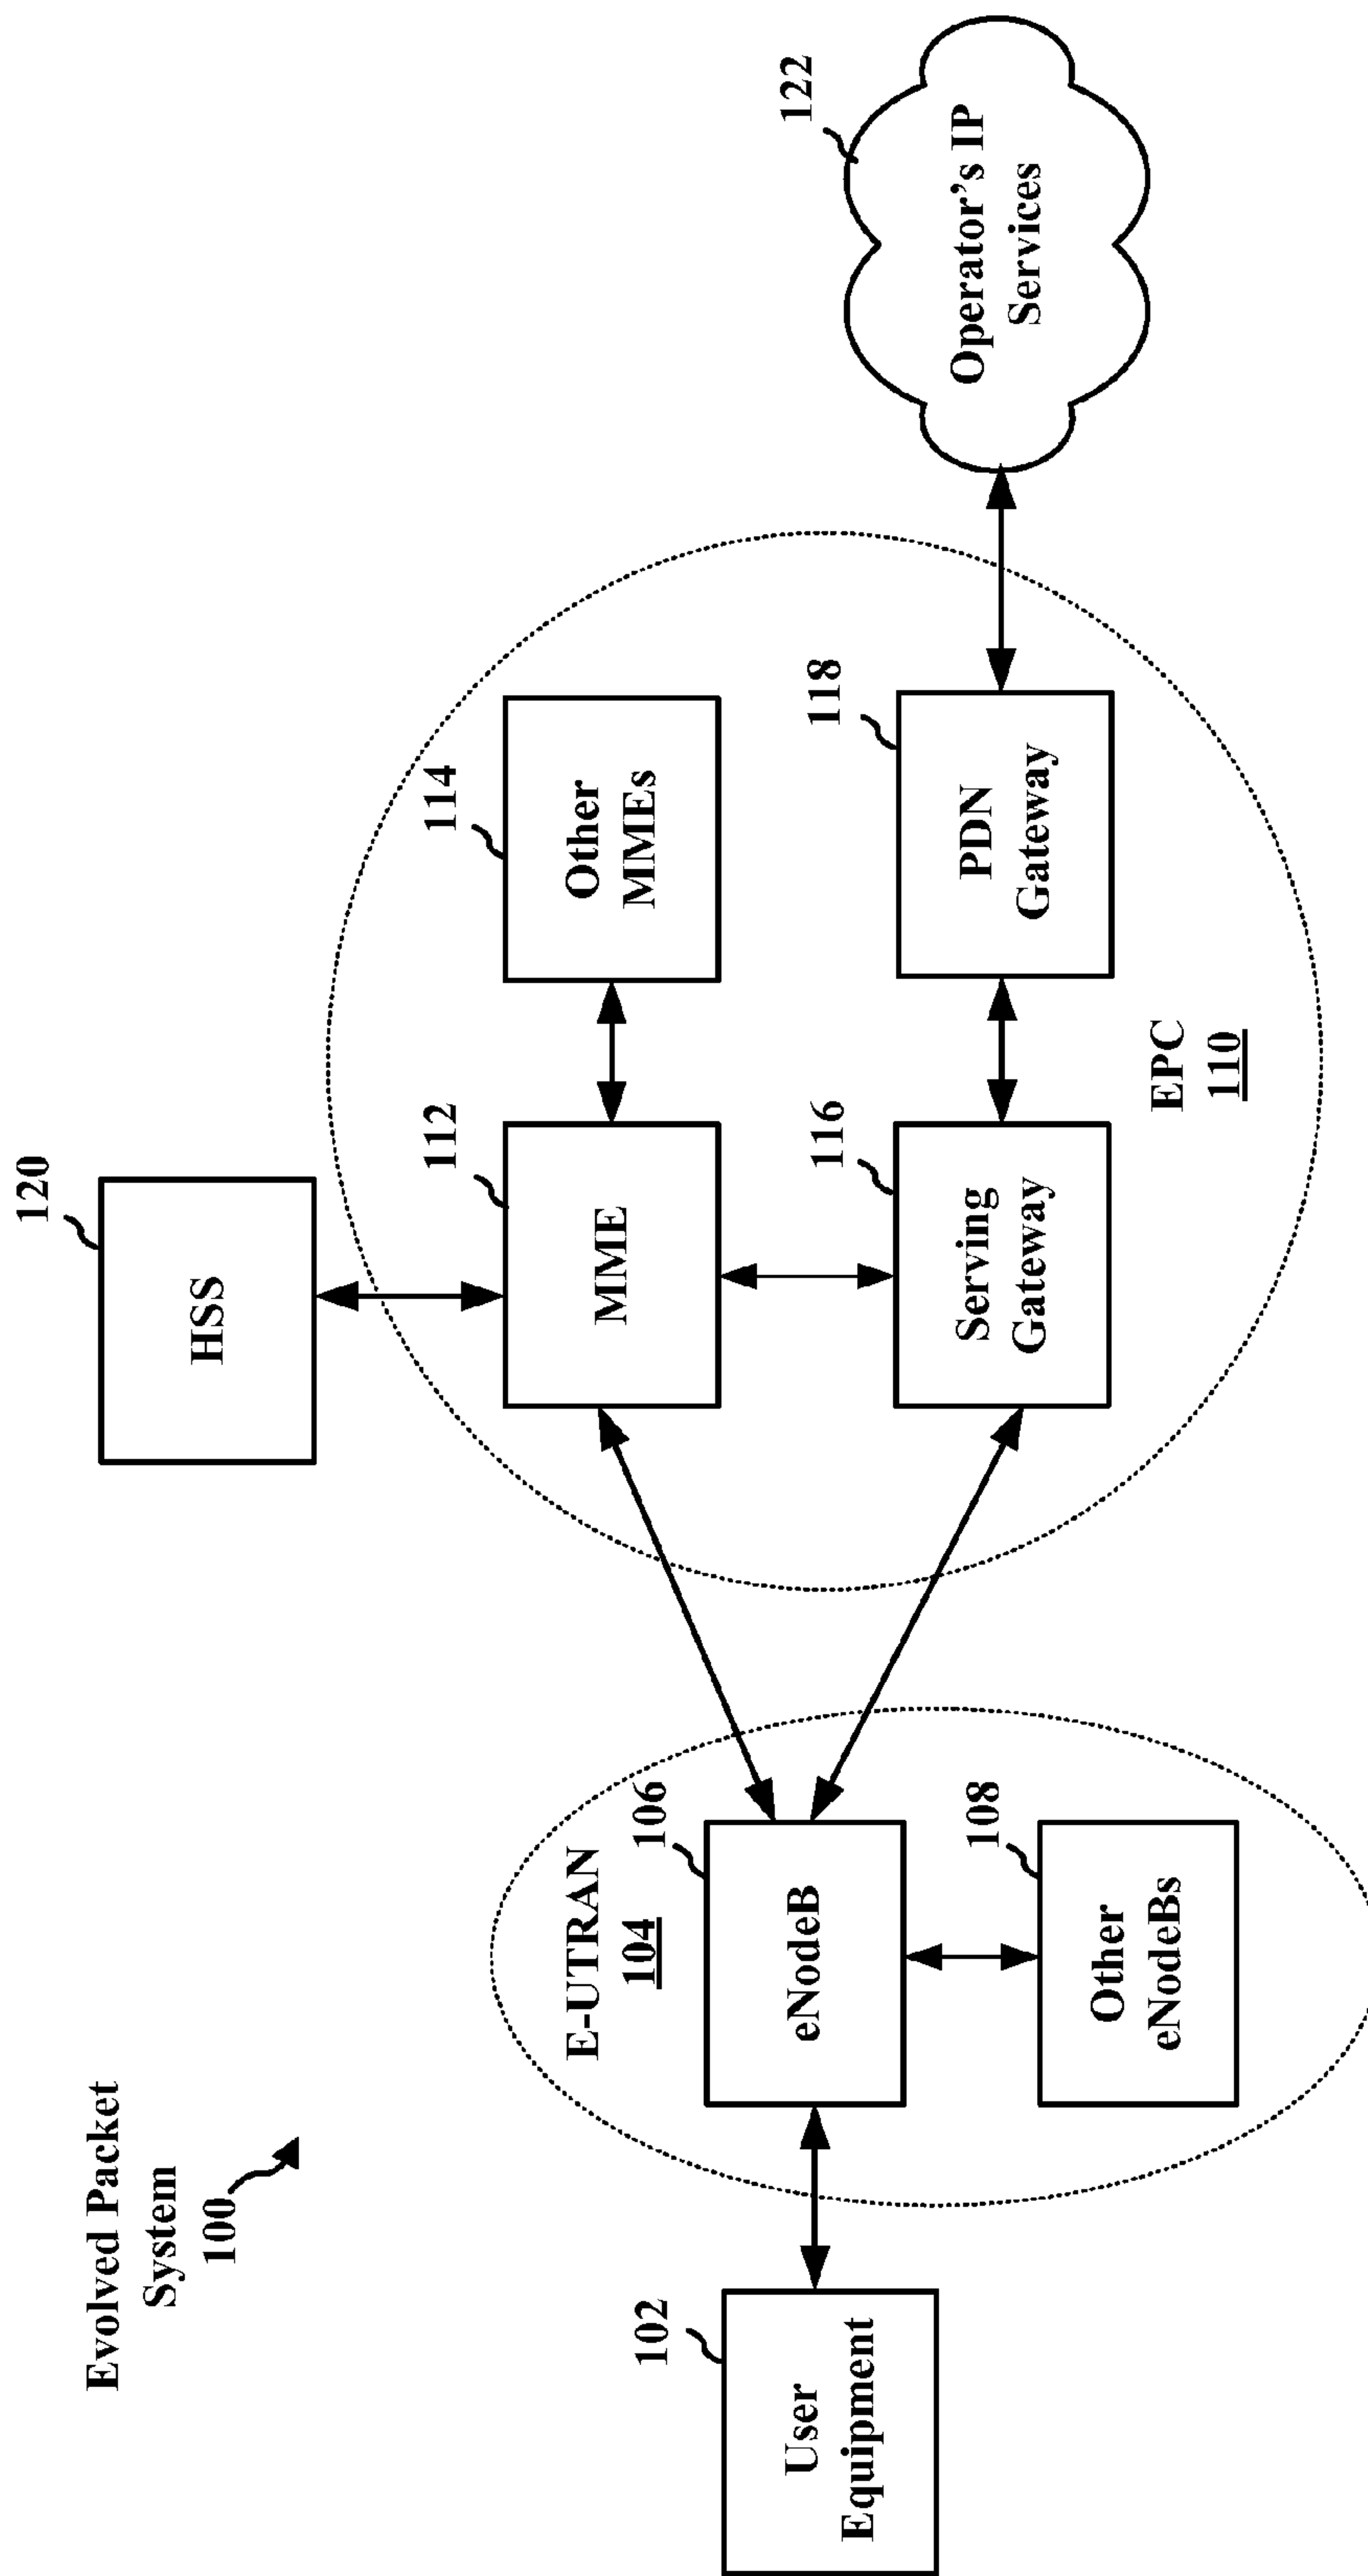 Evolved Packet
System
100
120
HSS
E-UTRAN
104
112
MME
114
Other
MMEs
102
User
Equipment
106
eNodeB
108
Other
eNodeBs
116
Serving
Gateway
118
PDN
Gateway
EPC
110
122
Operator’s IP
Services